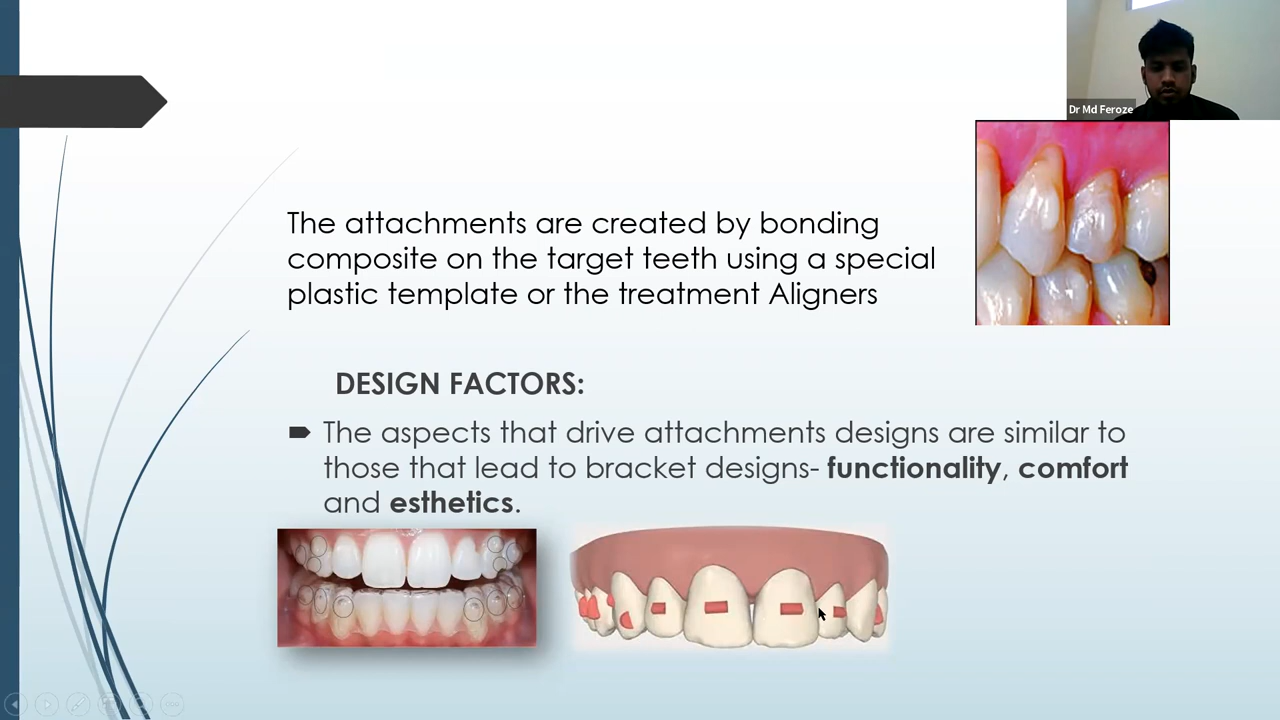 Dr Md Feroze
The attachments are created by bonding
composite on the target teeth using a special
plastic template or the treatment Aligners
DESIGN FACTORS:
The aspects that drive attachments designs are similar to
those that lead to bracket designs- functionality, comfort
and esthetics.